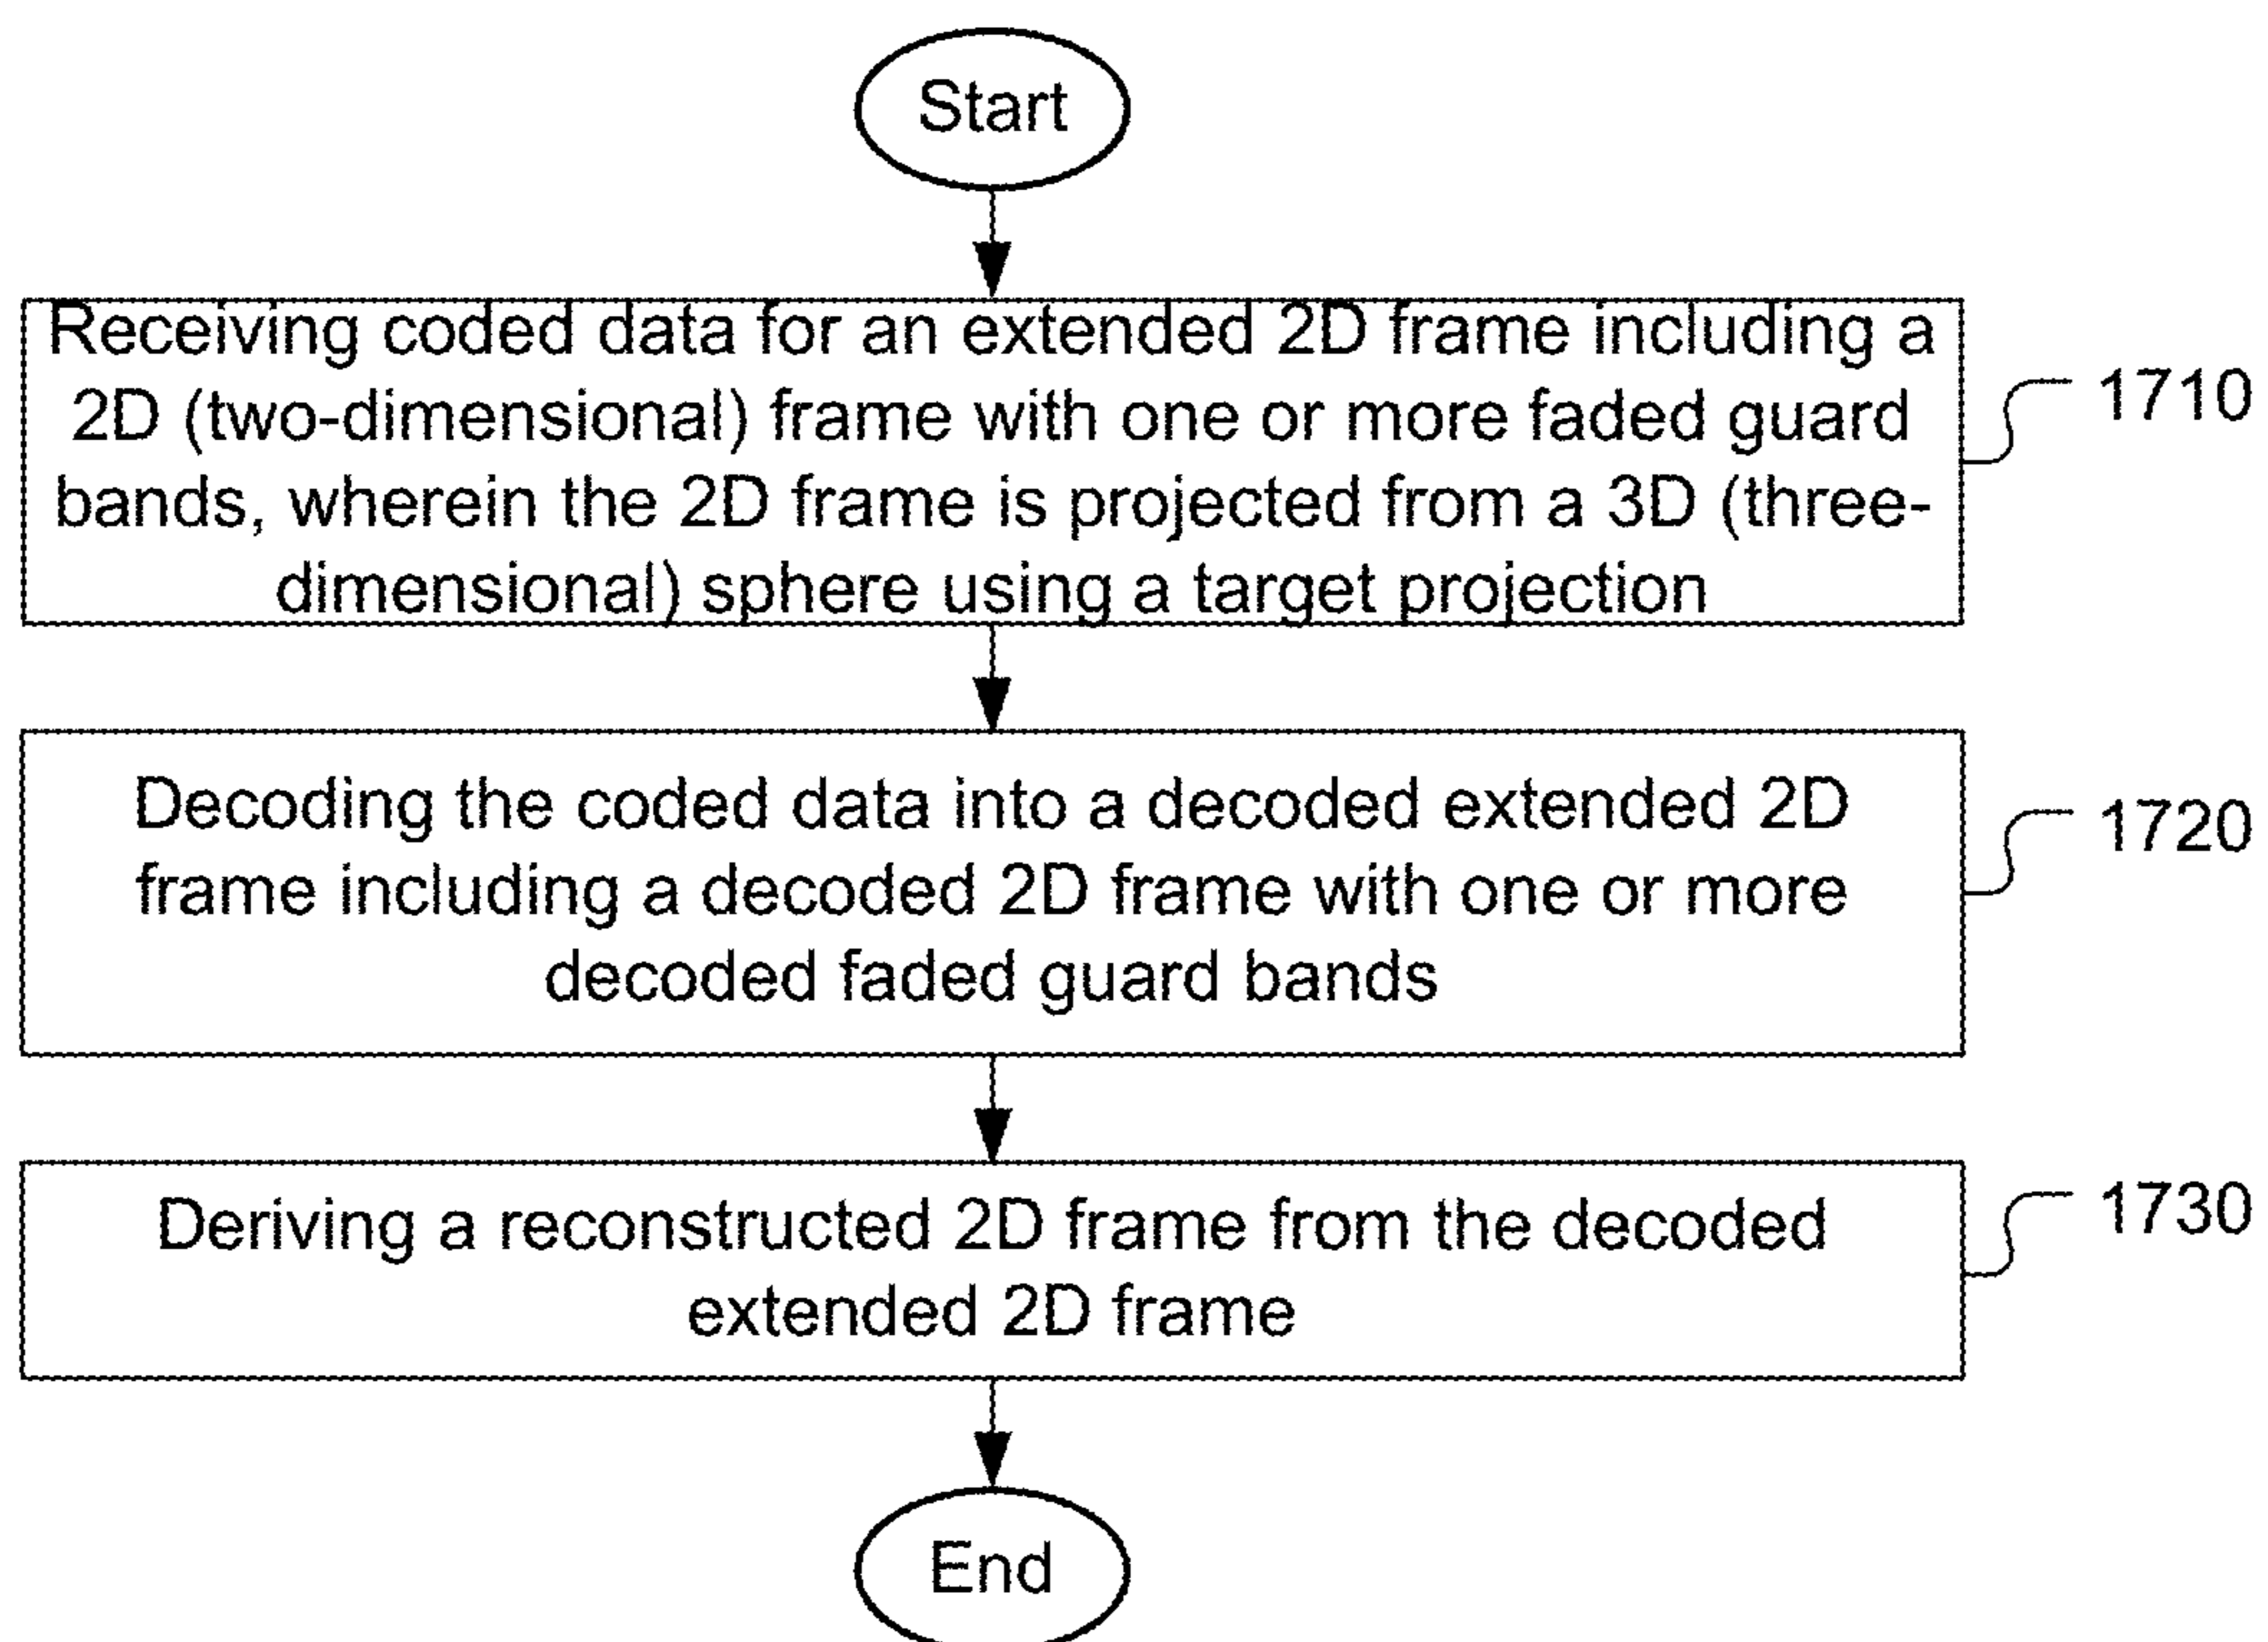 Start
Receiving coded data for an extended 2D frame including a
2D (two-dimensional) frame with one or more faded guard
bands, wherein the 2D frame is projected from a 3D (three-
dimensional) sphere using a target projection
1710
Decoding the coded data into a decoded extended 2D
frame including a decoded 2D frame with one or more
decoded faded guard bands
1720
Deriving a reconstructed 2D frame from the decoded
extended 2D frame
1730
End